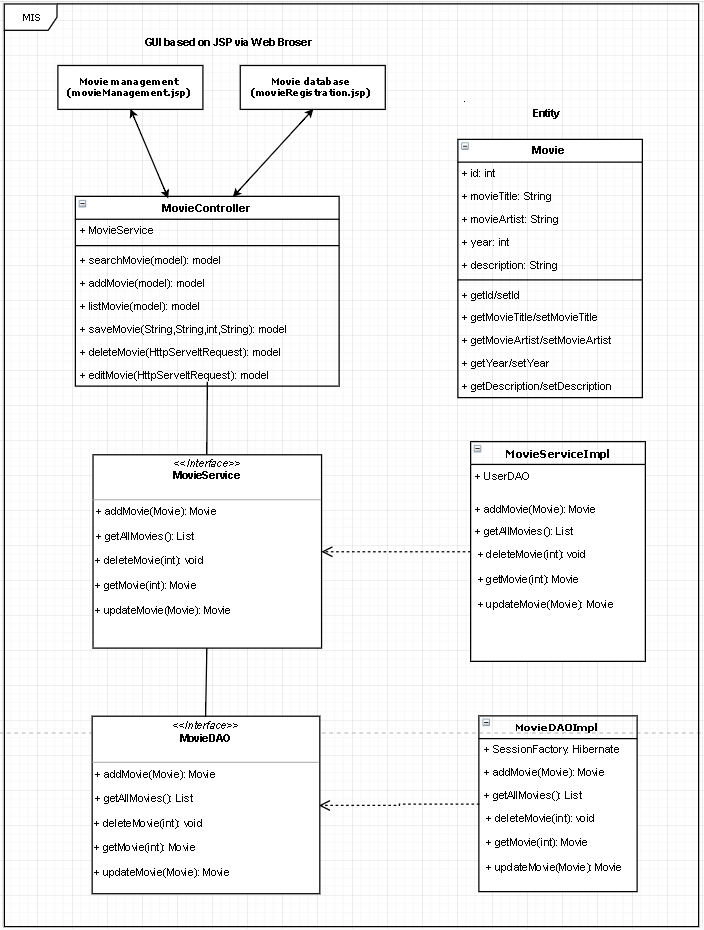 MIS
GUI based on JSP via Web Broser
Movie management
(movieManagement.jsp)
Movie database
(movieRegistration.jsp)
MovieController
+ MovieService
+ searchMovie(model): model
+ addMovie(model): model
+ listMovie(model): model
+ saveMovie(String,String,int,String): model
+ deleteMovie(HttpServeltRequest): model
+ editMovie(HttpServeltRequest): model
Entity
Movie
+ id: int
+ movieTitle: String
+ movieArtist: String
+ year: int
+ description: String
+ getId/setId
+ getMovieTitle/setMovieTitle
+ getMovieArtist/setMovieArtist
+ getYear/setYear
+ getDescription/setDescription
<<Interface>>
MovieService
+ addMovie(Movie): Movie
+ getAllMovies(): List
+ deleteMovie(int): void
+ getMovie(int): Movie
+ updateMovie(Movie): Movie
MovieServiceImpl
+ UserDAO
+ addMovie(Movie): Movie
+ getAllMovies(): List
+ deleteMovie(int): void
+ getMovie(int): Movie
+ updateMovie(Movie): Movie
<<Interface>>
MovieDAO
+ addMovie(Movie): Movie
+ getAllMovies(): List
+ deleteMovie(int): void
+ getMovie(int): Movie
+ updateMovie(Movie): Movie
MovieDAOImpl
+ SessionFactory: Hibernate
+ addMovie(Movie): Movie
+ getAllMovies(): List
+ deleteMovie(int): void
+ getMovie(int): Movie
+ updateMovie(Movie): Movie